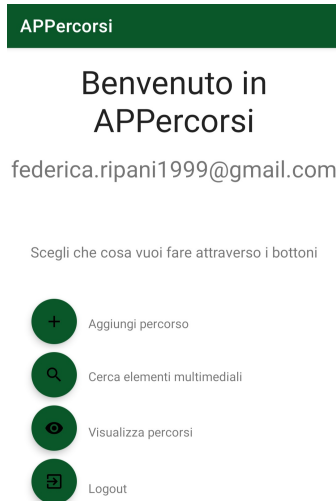 APPercorsi
Benvenuto in
APPercorsi
federica.ripani1999@gmail.com
Scegli che cosa vuoi fare attraverso i bottoni
Aggiungi percorso
Cerca elementi multimediali
Visualizza percorsi
Logout